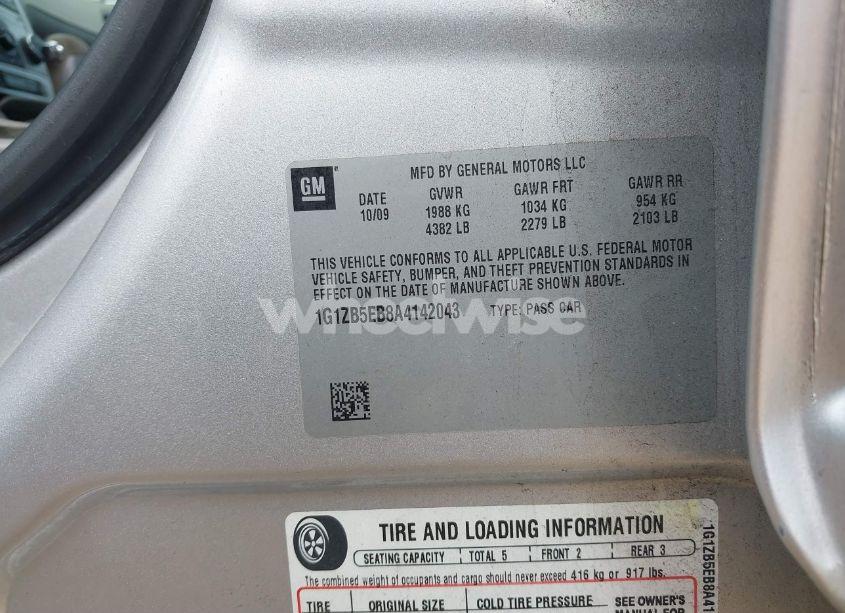 MFD BY GENERAL MOTORS LLC
GM
DATE GVWR GAWR FRT GAWR RR
10/09 1988 KG 1034 KG 954 KG
4382 LB 2279 LB 2103 LB
THIS VEHICLE CONFORMS TO ALL APPLICABLE U.S. FEDERAL MOTOR
VEHICLE SAFETY, BUMPER, AND THEFT PREVENTION STANDARDS IN
EFFECT ON THE DATE OF MANUFACTURE SHOWN ABOVE.
1G1ZB5EB8A4142043 TYPE: PASS CAR
wheelwise
TIRE AND LOADING INFORMATION
SEATING CAPACITY TOTAL 5 FRONT 2 REAR 3
The combined weight of occupants and cargo should never exceed 416 kg or 917 lbs.
TIRE ORIGINAL SIZE COLD TIRE PRESSURE SEE OWNER'S
MANUAL FOR
1G1ZB5EB8A41